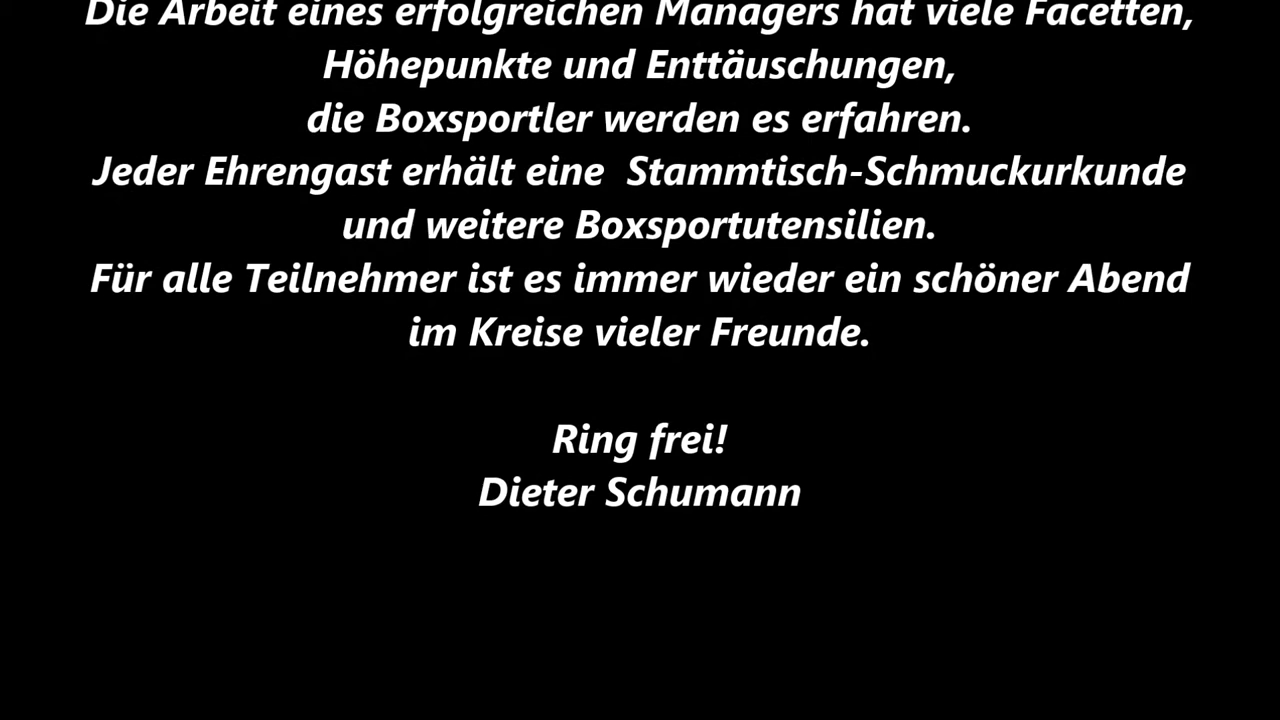 Die Arbeit eines erfolgreichen Managers hat viele Facetten,
Höhepunkte und Enttäuschungen,
die Boxsportler werden es erfahren.
Jeder Ehrengast erhält eine  Stammtisch-Schmuckurkunde
und weitere Boxsportutensilien.
Für alle Teilnehmer ist es immer wieder ein schöner Abend
im Kreise vieler Freunde.
Ring frei!
Dieter Schumann